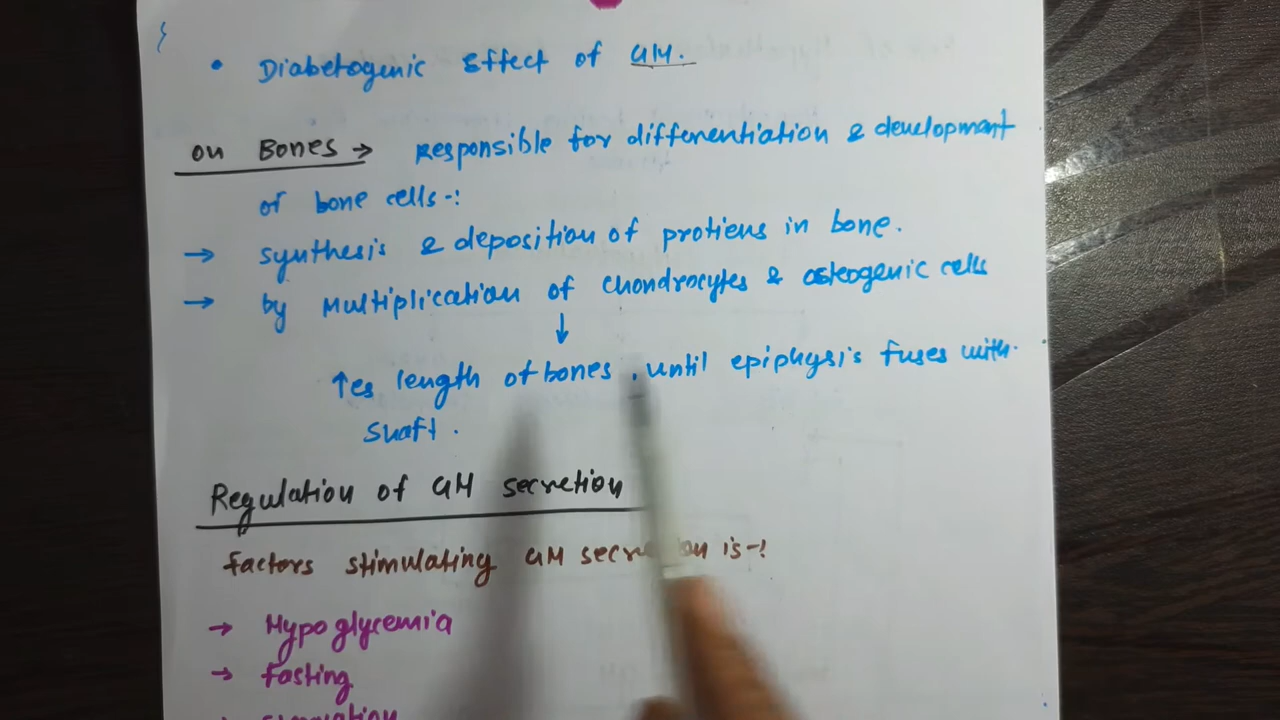 • Diabetogenic Effect of GH.
on Bones → Responsible for differentiation & development
of bone cells-:
→ synthesis & deposition of protiens in bone.
→ by multiplication of chondrocytes & osteogenic cells
↓
↑es length of bones, until epiphysis fuses with
shaft.
Regulation of GH secretion
Factors stimulating GH secretion is-:
→ Hypoglycemia
→ Fasting
→ Starvation